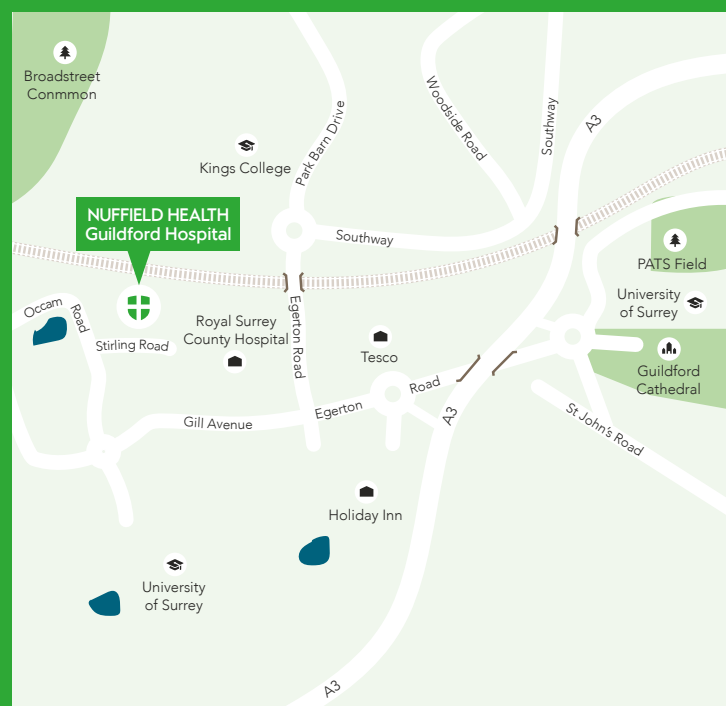 Broadstreet
Conmmon
Kings College
Park Barn Drive
Woodside Road
Southway
A3
NUFFIELD HEALTH
Guildford Hospital
Southway
PATS Field
University
of Surrey
Occam
Road
Stirling Road
Royal Surrey
County Hospital
Egerton Road
Tesco
Guildford
Cathedral
Gill Avenue
Egerton
Road
A3
St John's Road
Holiday Inn
University
of Surrey
A3